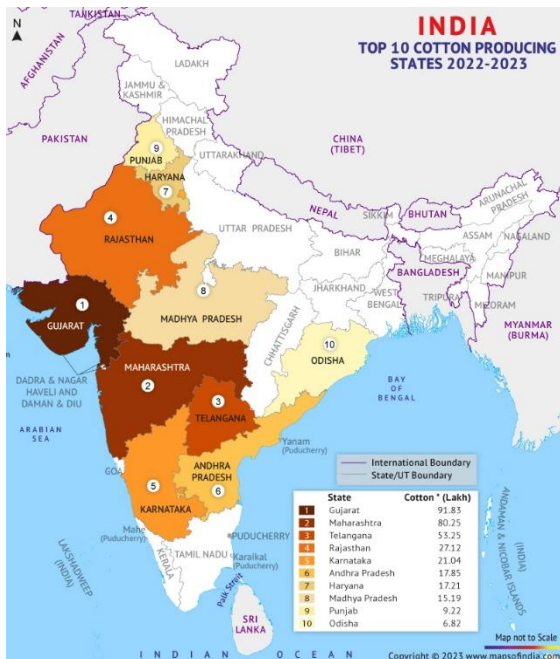 INDIA
TOP 10 COTTON PRODUCING
STATES 2022-2023
N
TAJIKISTAN
AFGHANISTAN
LADAKH
JAMMU &
KASHMIR
HIMACHAL
PRADESH
PAKISTAN
CHINA
(TIBET)
9
PUNJAB
UTTARAKHAND
HARYANA
7
4
RAJASTHAN
UTTAR PRADESH
NEPAL
SIKKIM
BHUTAN
ARUNACHAL
PRADESH
ASSAM
NAGALAND
MEGHALAYA
BIHAR
BANGLADESH
MANIPUR
JHARKHAND
WEST
BENGAL
TRIPURA
MIZORAM
MYANMAR
(BURMA)
1
GUJARAT
8
MADHYA PRADESH
CHHATTISGARH
10
ODISHA
DADRA & NAGAR
HAVELI AND
DAMAN & DIU
MAHARASHTRA
2
3
TELANGANA
BAY
OF
BENGAL
ARABIAN
SEA
Yanam
(Puducherry)
GOA
5
KARNATAKA
ANDHRA
PRADESH
6
Mahe
(Puducherry)
PUDUCHERRY
TAMIL NADU
Karaikal
(Puducherry)
KERALA
LAKSHADWEEP
(INDIA)
Palk Strait
SRI
LANKA
ANDAMAN & NICOBAR ISLANDS
(INDIA)
INDIAN OCEAN
International Boundary
State/UT Boundary
State Cotton * (Lakh)
1 Gujarat 91.83
2 Maharashtra 80.25
3 Telangana 53.25
4 Rajasthan 27.12
5 Karnataka 21.04
6 Andhra Pradesh 17.85
7 Haryana 17.21
8 Madhya Pradesh 15.19
9 Punjab 9.22
10 Odisha 6.82
Map not to Scale
Copyright © 2023 www.mapsofindia.com